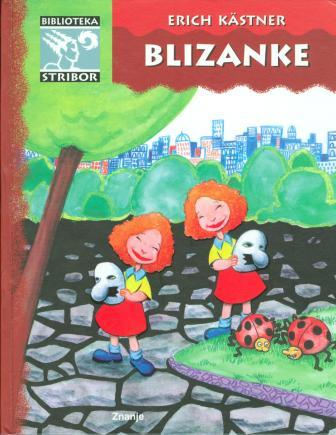 BIBLIOTEKA
STRIBOR
ERICH KÄSTNER
BLIZANKE
Znanje